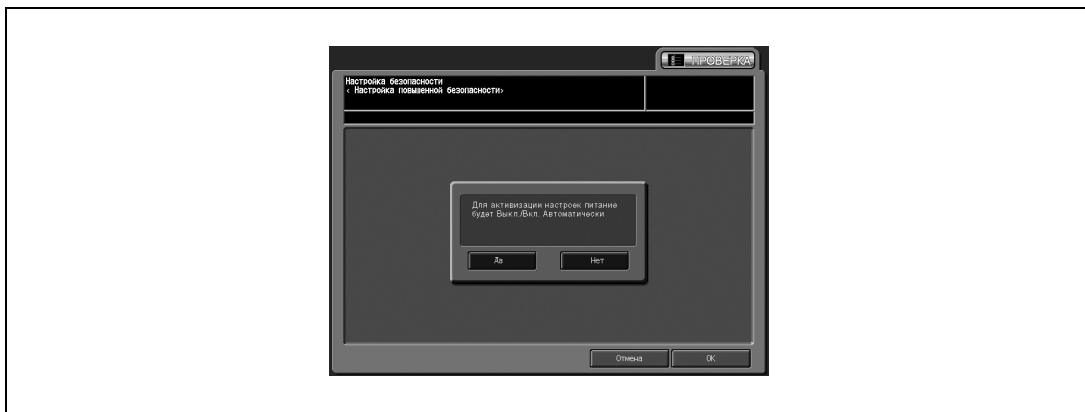 ПРОВЕРКА
Настройка безопасности
< Настройка повышенной безопасности>
Для активизации настроек питание
будет Выкл./Вкл. Автоматически
Да Нет
Отмена OK